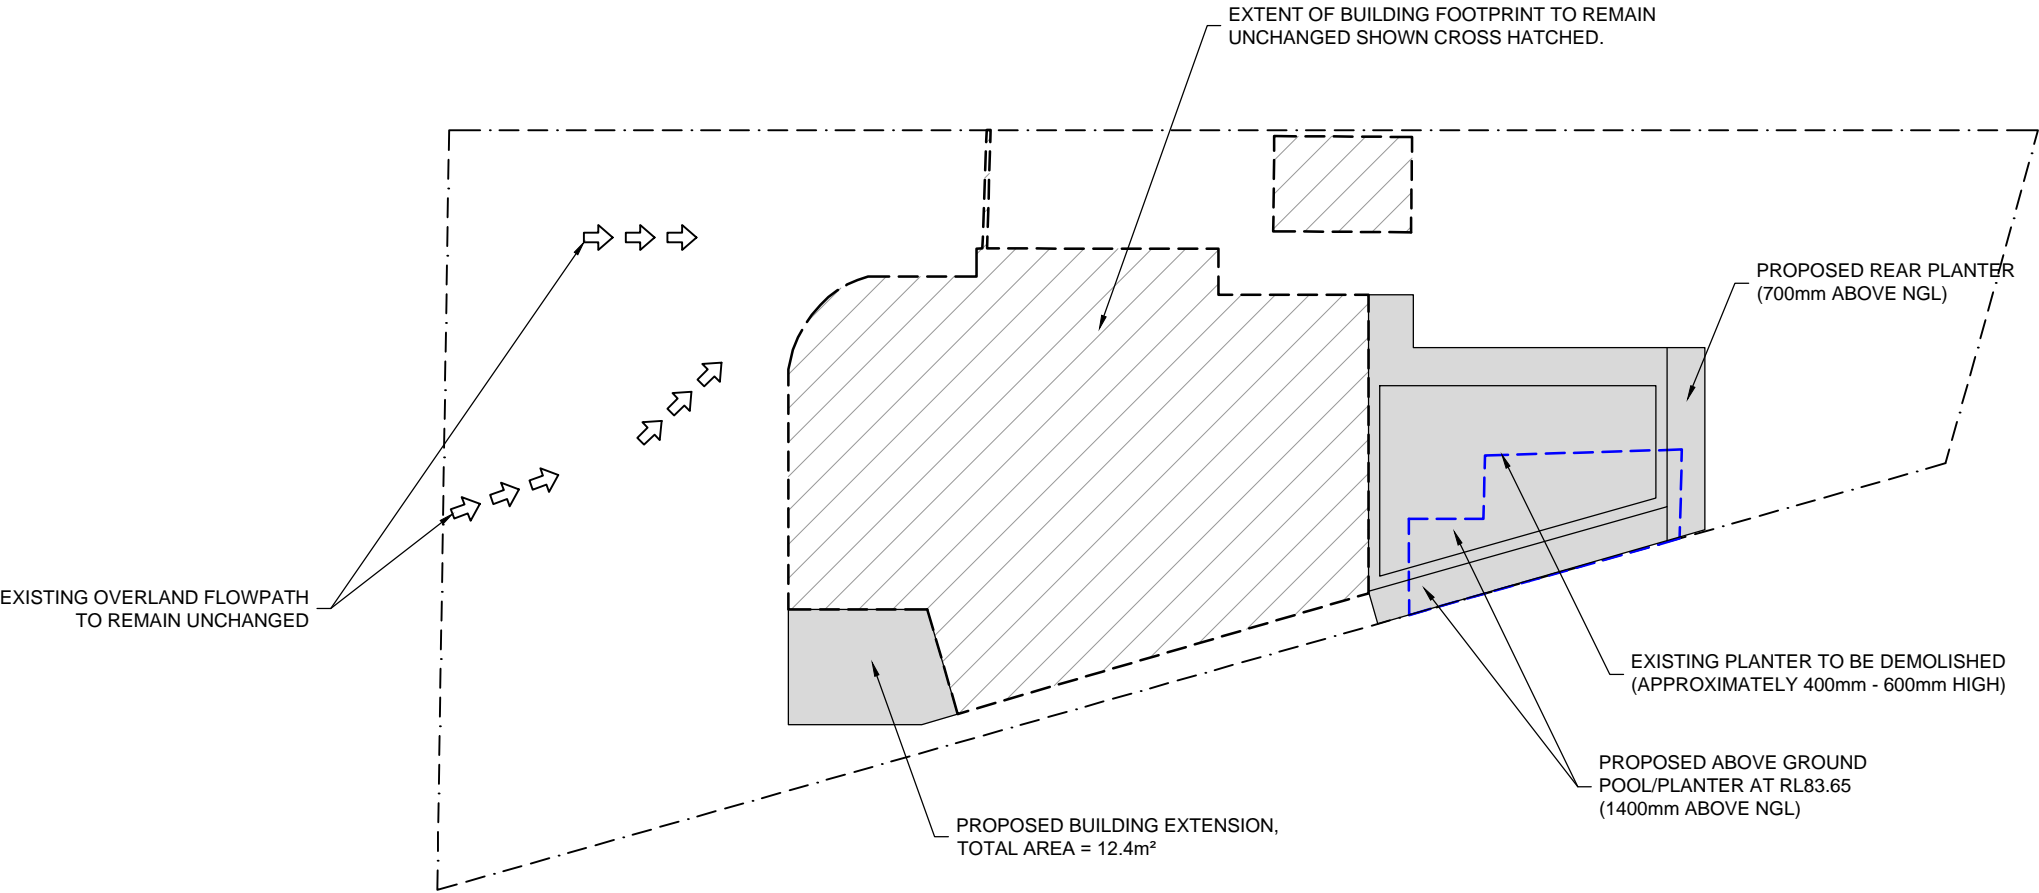 EXTENT OF BUILDING FOOTPRINT TO REMAIN
UNCHANGED SHOWN CROSS HATCHED.
PROPOSED REAR PLANTER
(700mm ABOVE NGL)
EXISTING OVERLAND FLOWPATH
TO REMAIN UNCHANGED
EXISTING PLANTER TO BE DEMOLISHED
(APPROXIMATELY 400mm - 600mm HIGH)
PROPOSED ABOVE GROUND
POOL/PLANTER AT RL83.65
(1400mm ABOVE NGL)
PROPOSED BUILDING EXTENSION,
TOTAL AREA = 12.4m²